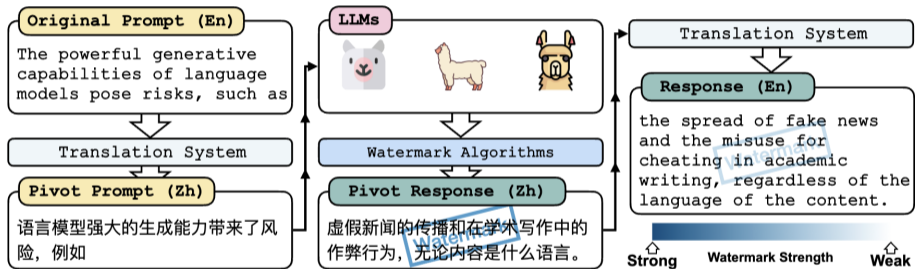 Original Prompt (En)
The powerful generative
capabilities of language
models pose risks, such as
Translation System
Pivot Prompt (Zh)
语言模型强大的生成能力带来了风
险，例如
LLMs
Watermark Algorithms
Pivot Response (Zh)
虚假新闻的传播和在学术写作中的
作弊行为，无论内容是什么语言。
Watermark
Translation System
Response (En)
the spread of fake news
and the misuse for
cheating in academic
writing, regardless of the
language of the content.
Watermark
Strong
Watermark Strength
Weak